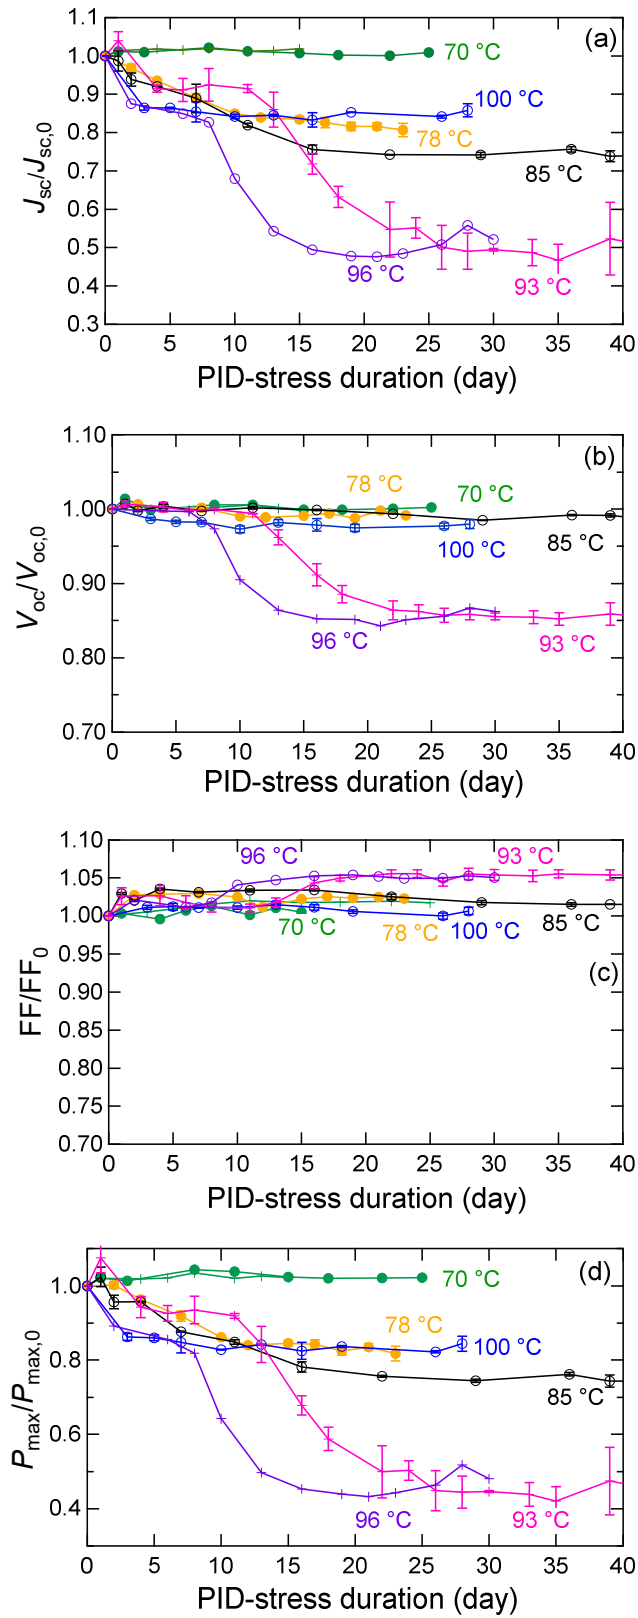 (a)
1.1
1.0
0.9
0.8
0.7
0.6
0.5
0.4
0.3
J_sc/J_sc,0
70 °C
100 °C
78 °C
85 °C
96 °C
93 °C
0 5 10 15 20 25 30 35 40
PID-stress duration (day)
(b)
1.10
1.00
0.90
0.80
0.70
V_oc/V_oc,0
78 °C
70 °C
100 °C
85 °C
96 °C
93 °C
0 5 10 15 20 25 30 35 40
PID-stress duration (day)
1.10
1.05
1.00
0.95
0.90
0.85
0.80
0.75
0.70
FF/FF_0
96 °C
93 °C
70 °C
78 °C
100 °C
85 °C
(c)
0 5 10 15 20 25 30 35 40
PID-stress duration (day)
(d)
1.0
0.8
0.6
0.4
P_max/P_max,0
70 °C
78 °C
100 °C
85 °C
96 °C
93 °C
0 5 10 15 20 25 30 35 40
PID-stress duration (day)